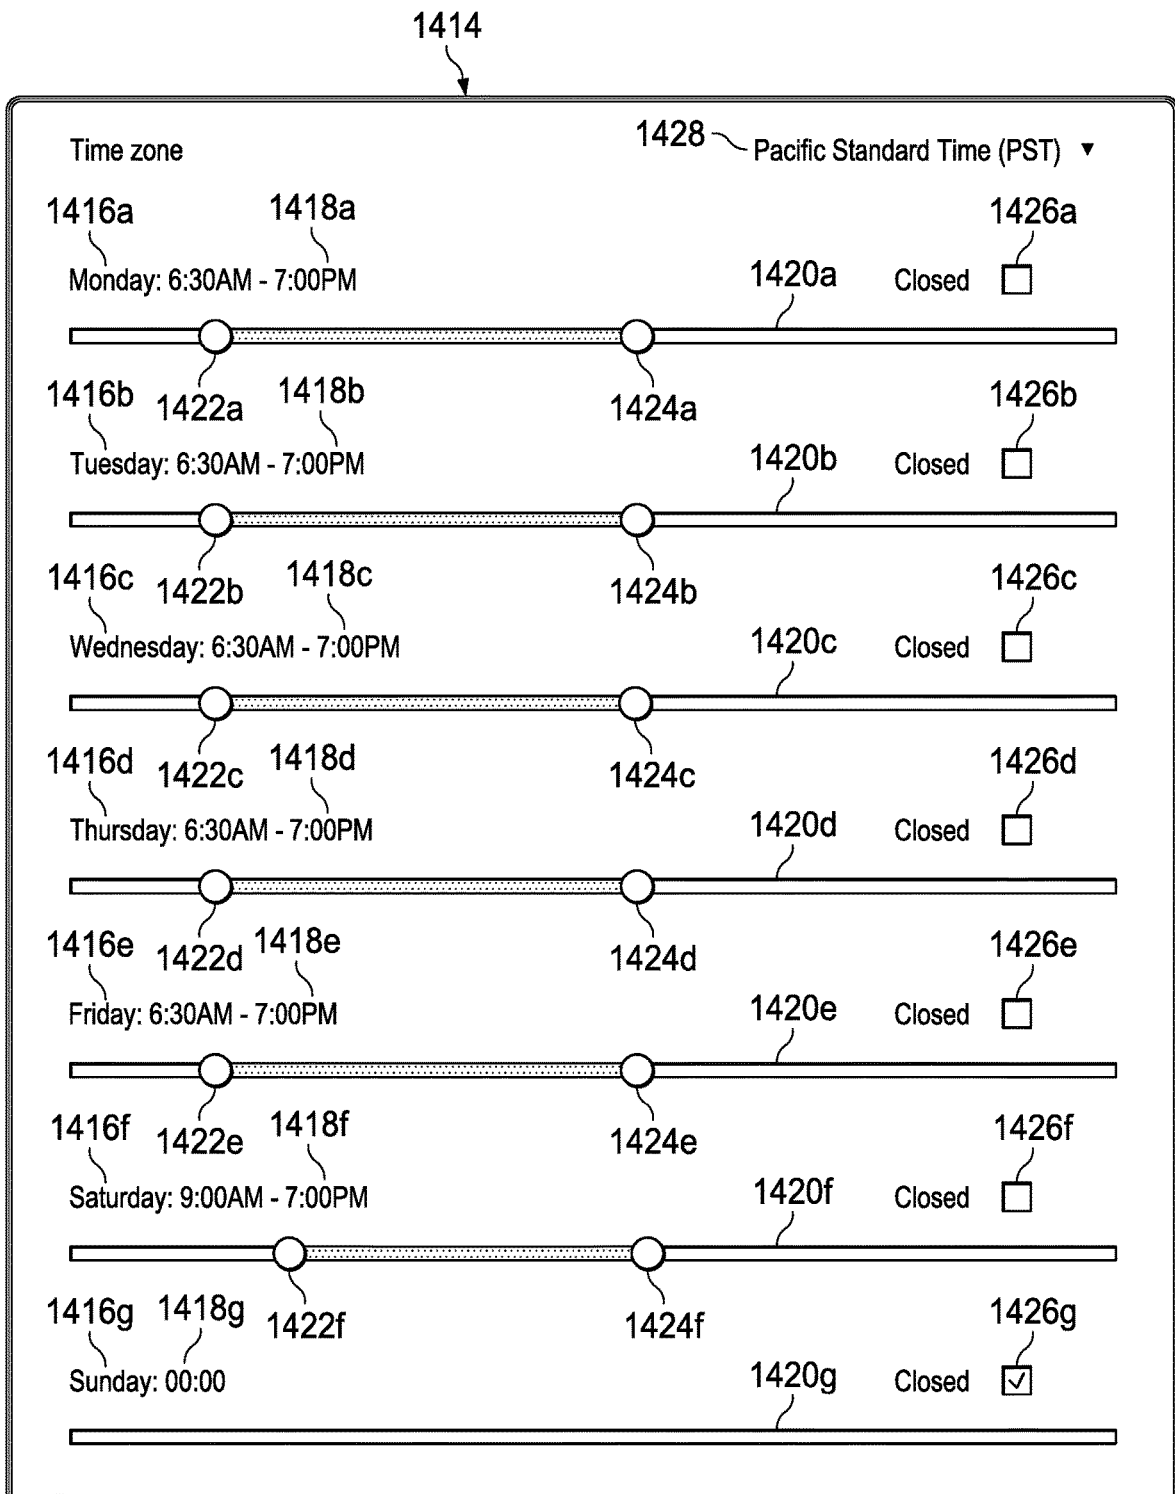 1414
Time zone 1428 Pacific Standard Time (PST) ▼
1416a 1418a 1426a
Monday: 6:30AM - 7:00PM 1420a Closed
1416b 1422a 1418b 1424a 1426b
Tuesday: 6:30AM - 7:00PM 1420b Closed
1416c 1422b 1418c 1424b 1426c
Wednesday: 6:30AM - 7:00PM 1420c Closed
1416d 1422c 1418d 1424c 1426d
Thursday: 6:30AM - 7:00PM 1420d Closed
1416e 1422d 1418e 1424d 1426e
Friday: 6:30AM - 7:00PM 1420e Closed
1416f 1422e 1418f 1424e 1426f
Saturday: 9:00AM - 7:00PM 1420f Closed
1416g 1418g 1422f 1424f 1426g
Sunday: 00:00 1420g Closed